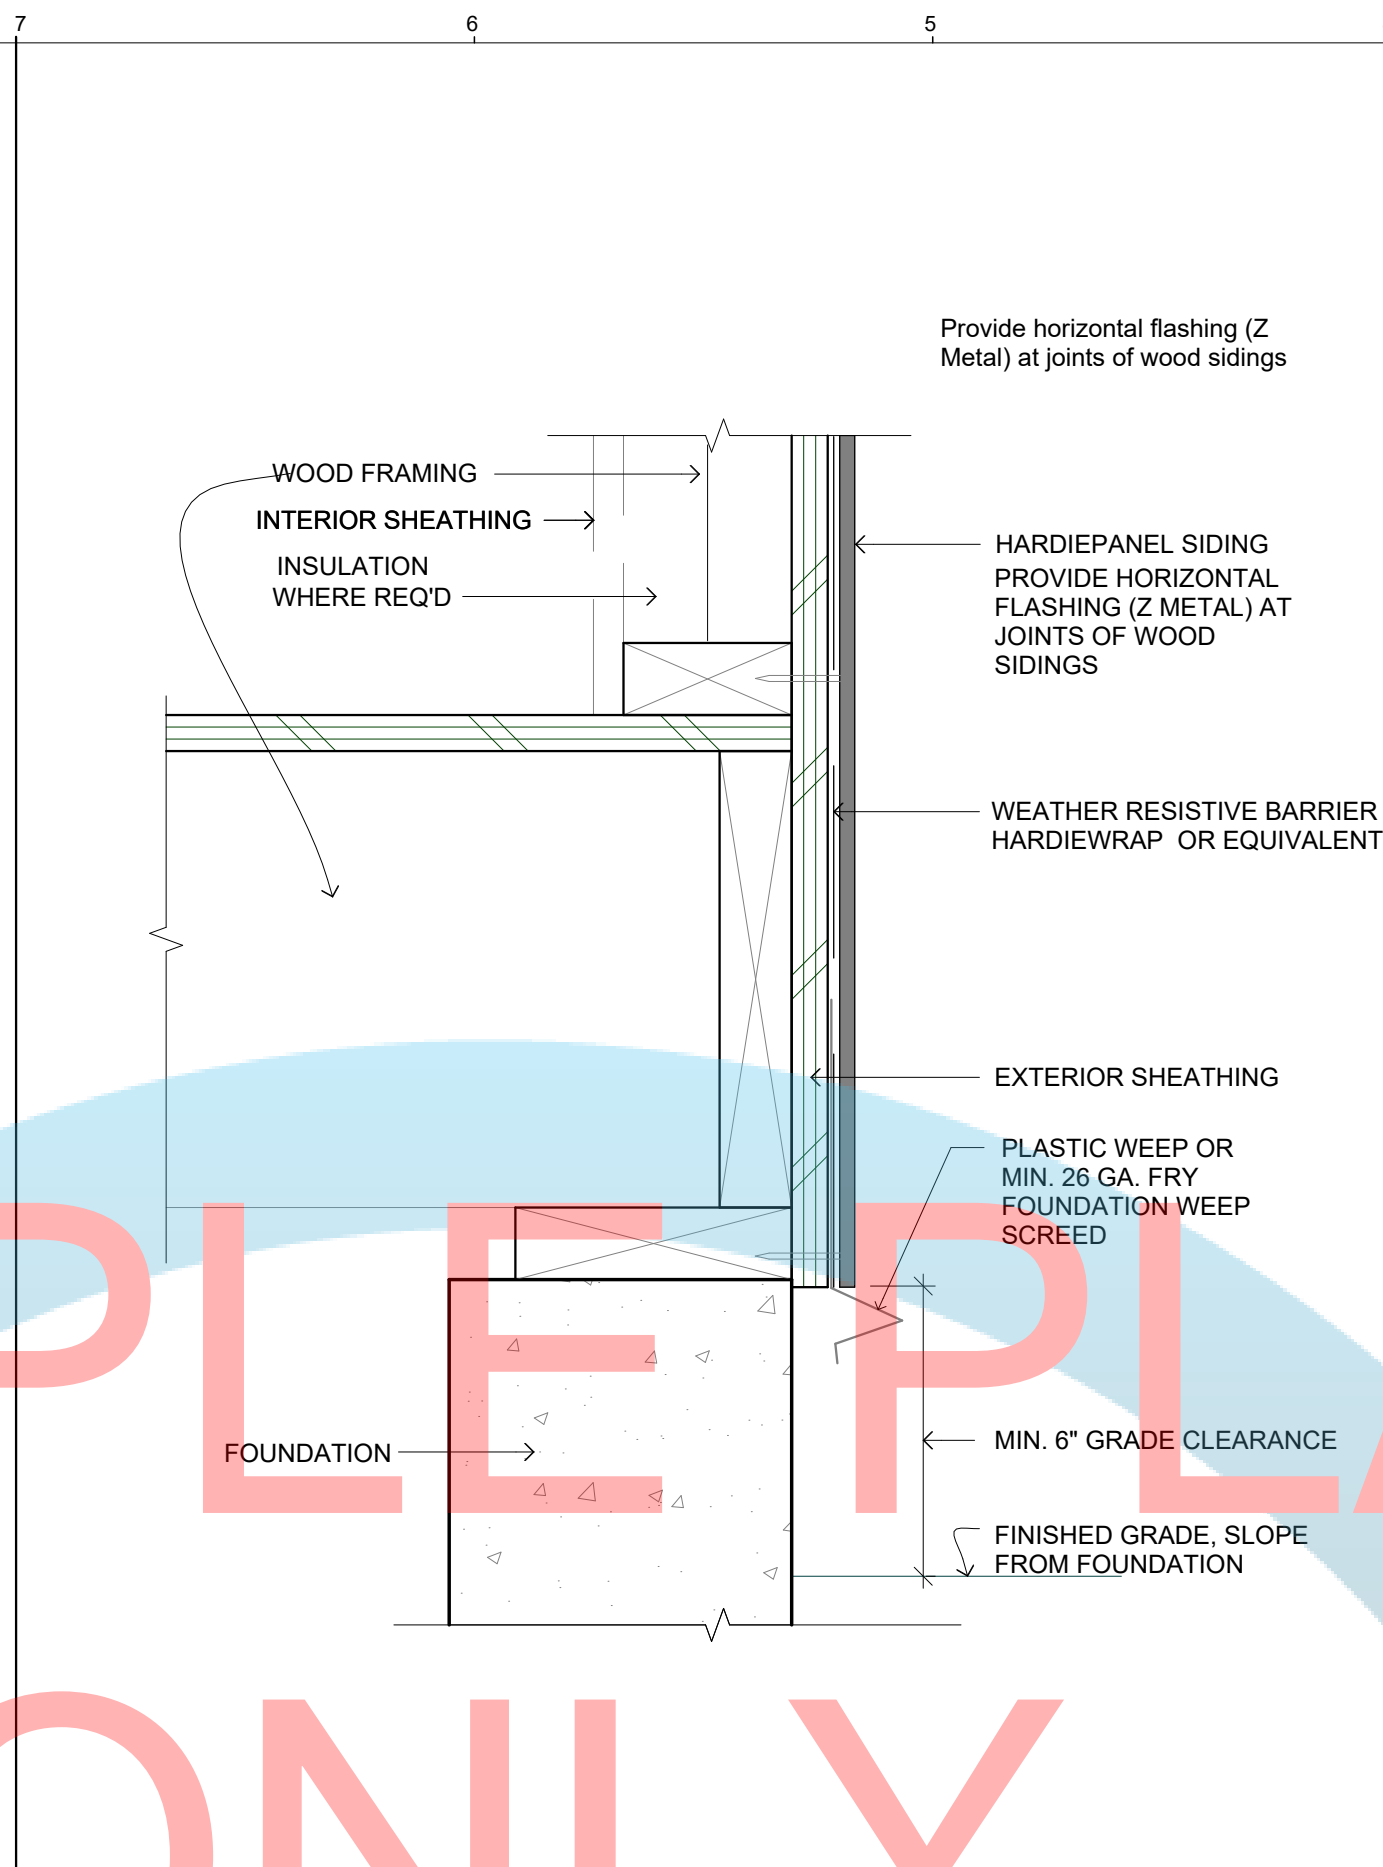 7 6 5
Provide horizontal flashing (Z
Metal) at joints of wood sidings
WOOD FRAMING
INTERIOR SHEATHING
INSULATION
WHERE REQ'D
HARDIEPANEL SIDING
PROVIDE HORIZONTAL
FLASHING (Z METAL) AT
JOINTS OF WOOD
SIDINGS
WEATHER RESISTIVE BARRIER
HARDIEWRAP OR EQUIVALENT
EXTERIOR SHEATHING
PLASTIC WEEP OR
MIN. 26 GA. FRY
FOUNDATION WEEP
SCREED
FOUNDATION
MIN. 6" GRADE CLEARANCE
FINISHED GRADE, SLOPE
FROM FOUNDATION
PLE PLA
ONLY